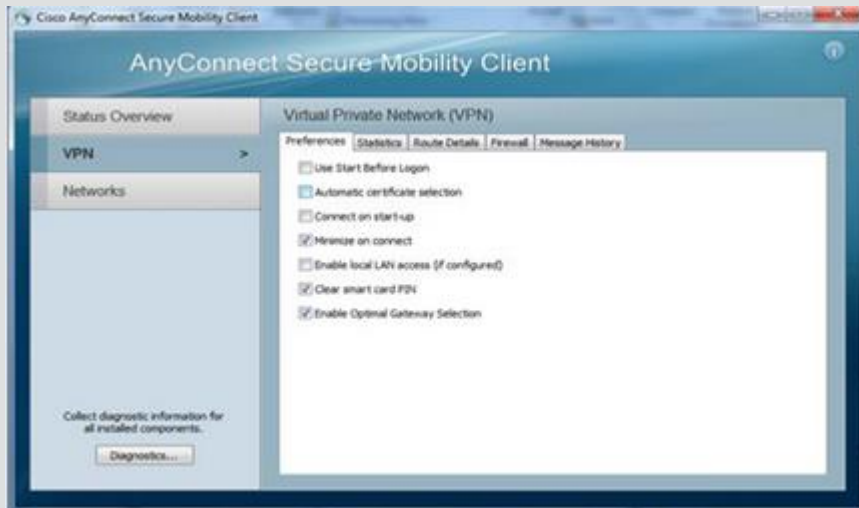 Cisco AnyConnect Secure Mobility Client
AnyConnect Secure Mobility Client
Status Overview
VPN >
Networks
Collect diagnostic information for
all installed components.
Diagnostics...
Virtual Private Network (VPN)
Preferences Statistics Route Details Firewall Message History
Use Start Before Logon
Automatic certificate selection
Connect on start-up
Minimize on connect
Enable local LAN access (if configured)
Clear smart card PIN
Enable Optimal Gateway Selection